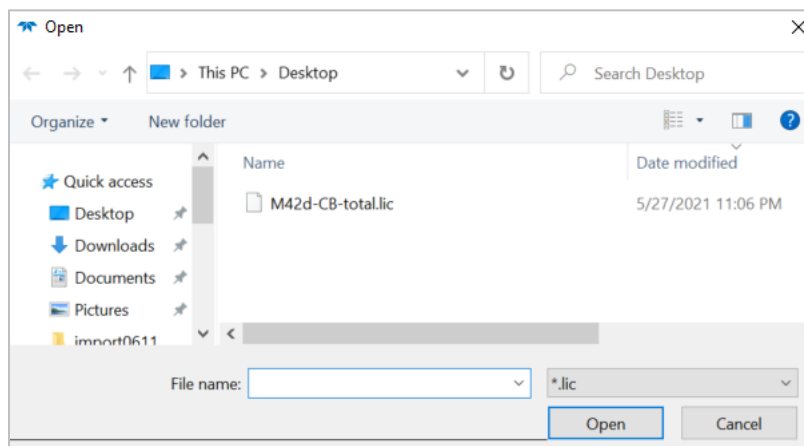 Open
This PC > Desktop
Search Desktop
Organize
New folder
Name
Date modified
Quick access
Desktop
Downloads
Documents
Pictures
import0611
M42d-CB-total.lic
5/27/2021 11:06 PM
File name:
*.lic
Open
Cancel